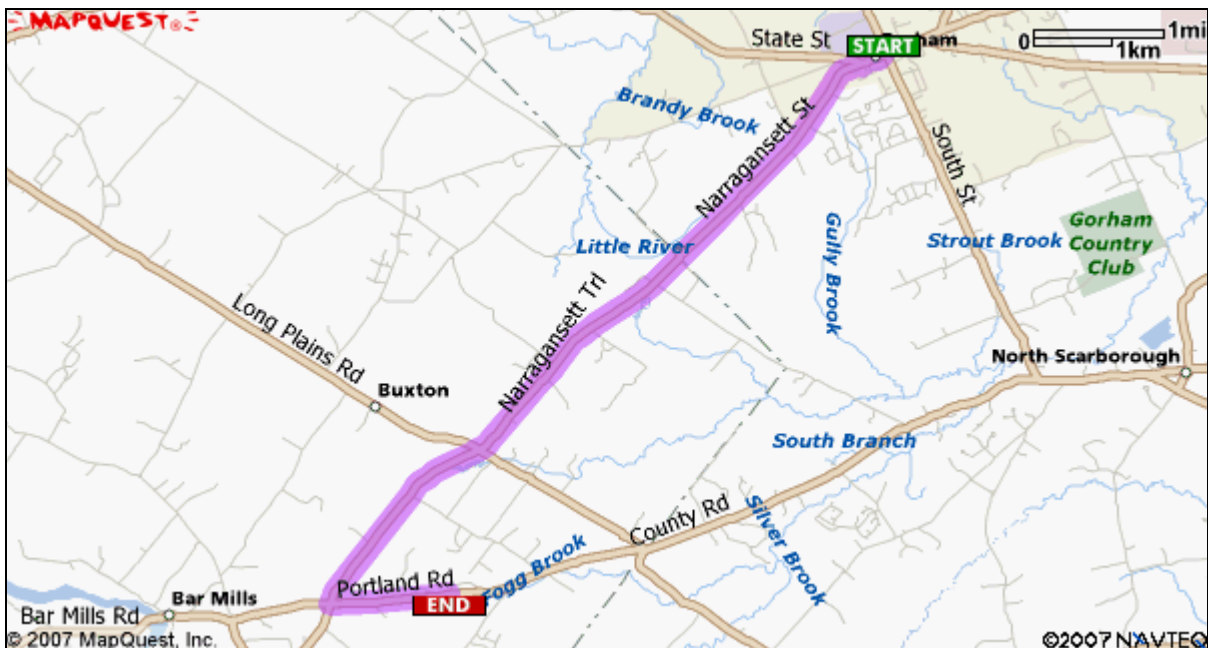 MAPQUEST®
State St
START
1mi
0
1km
Brandy Brook
Narragansett St
South St
Gully Brook
Strout Brook
Gorham
Country
Club
Little River
Narragansett Trl
Long Plains Rd
North Scarborough
Buxton
South Branch
County Rd
Silver Brook
Fogg Brook
Portland Rd
END
Bar Mills
Bar Mills Rd
© 2007 MapQuest, Inc.
©2007 NAVTEQ